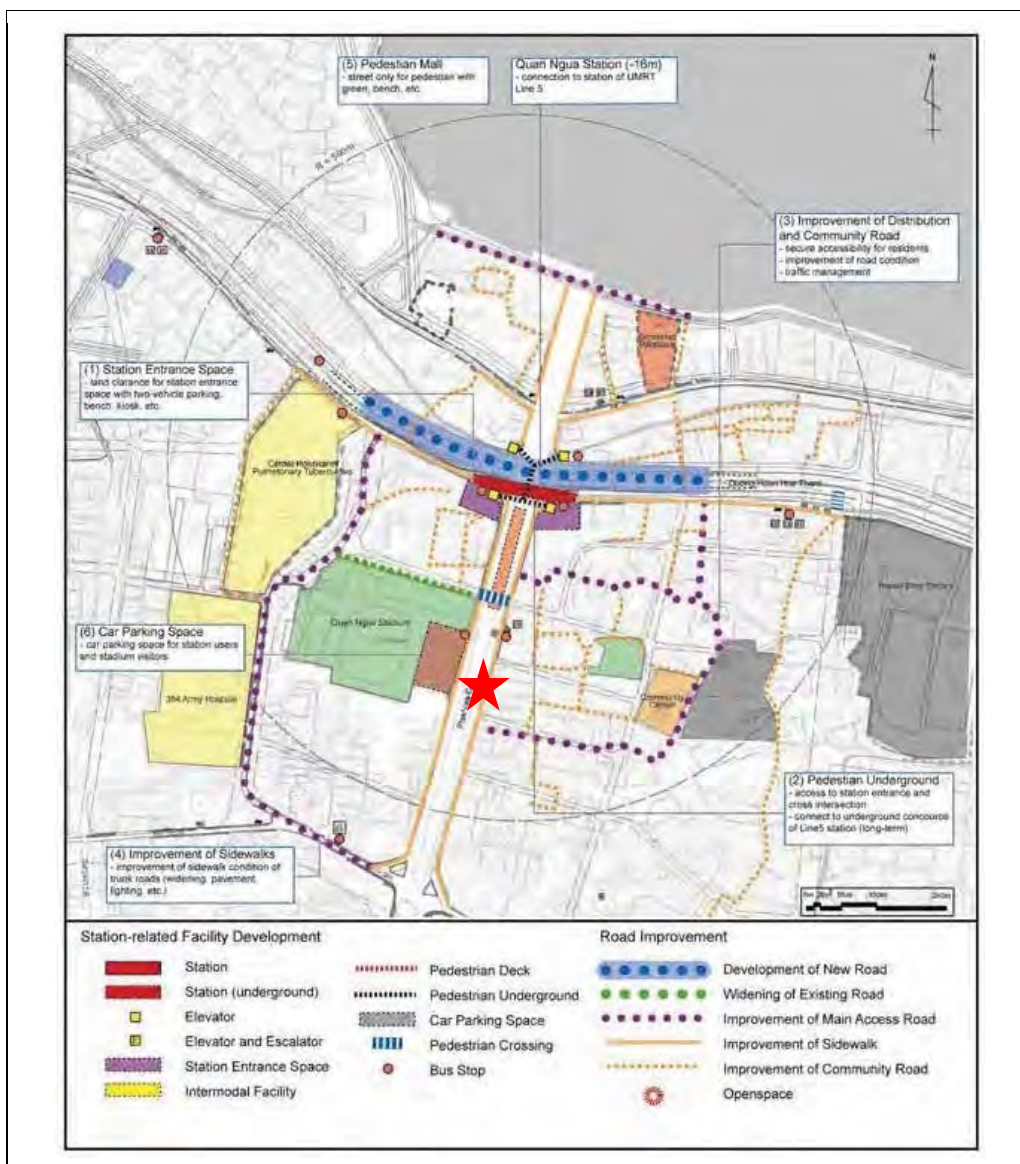 (5) Pedestian Mall
- street only for pedestrian with
green, bench, etc.
Quan Ngua Station (-16m)
- connection to station of UMRT
Line 5
N
R = 500m
(3) Improvement of Distribution
and Community Road
- secure accessibility for residents
- improvement of road condition
- traffic management
(1) Station Entrance Space
- land clarance for station entrance
space with two-vehicle parking,
bench, kiosk, etc.
Pulmonary Tuberculosis
Quan Ngua Stadium
(6) Car Parking Space
- car parking space for station users
and stadium visitors
354 Army Hospital
Community
Center
(2) Pedestian Underground
- access to station entrance and
cross intersection
- connect to underground concourse
of Line5 station (long-term)
(4) Improvement of Sidewalks
- improvement of sidewalk condition of
trunk roads (widening, pavement,
lighting, etc.)
Station-related Facility Development
Station
Station (underground)
Elevator
Elevator and Escalator
Station Entrance Space
Intermodal Facility
Pedestrian Deck
Pedestrian Underground
Car Parking Space
Pedestrian Crossing
Bus Stop
Road Improvement
Development of New Road
Widening of Existing Road
Improvement of Main Access Road
Improvement of Sidewalk
Improvement of Community Road
Openspace